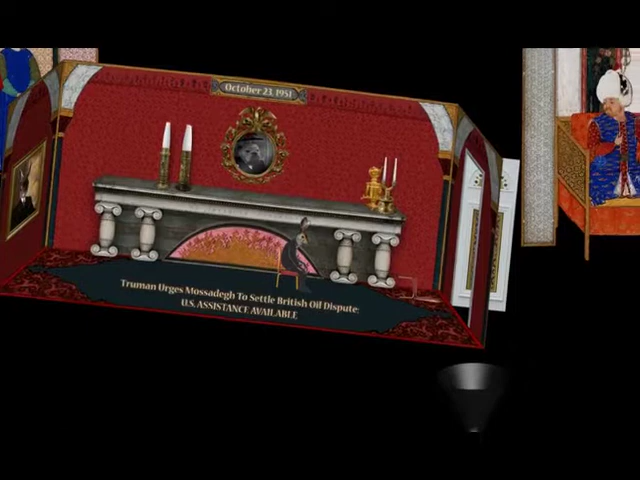 October 23, 1951
Truman Urges Mossadegh To Settle British Oil Dispute:
U.S. ASSISTANCE AVAILABLE